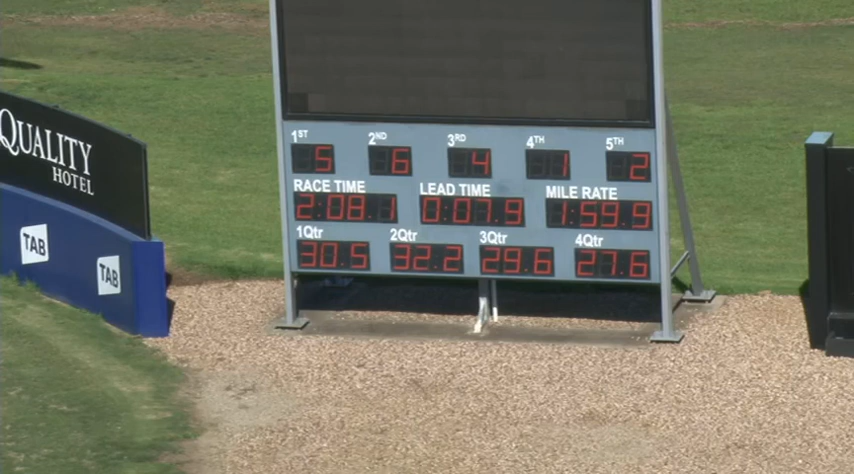 QUALITY
HOTEL
TAB
TAB
1ST 2ND 3RD 4TH 5TH
5 6 4 1 2
RACE TIME LEAD TIME MILE RATE
2:08.1 0:07.9 1:59.9
1Qtr 2Qtr 3Qtr 4Qtr
30.5 32.2 29.6 27.6